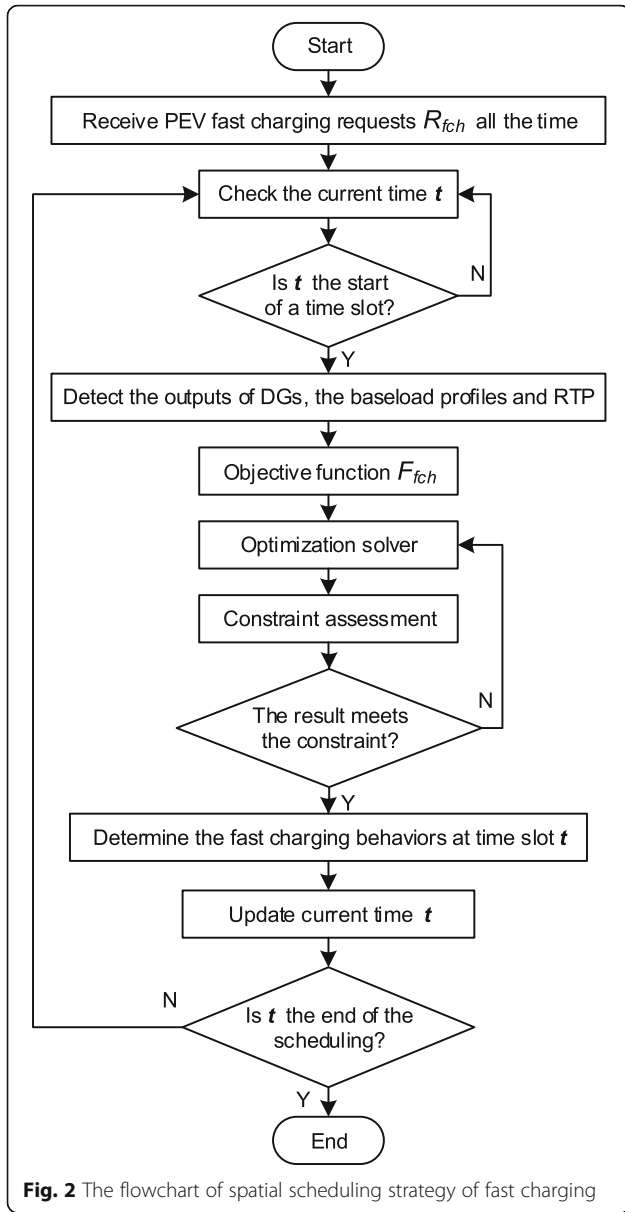 Start
Receive PEV fast charging requests Rfch all the time
Check the current time t
Is t the start
of a time slot?
N
Y
Detect the outputs of DGs, the baseload profiles and RTP
Objective function Ffch
Optimization solver
Constraint assessment
The result meets
the constraint?
N
Y
Determine the fast charging behaviors at time slot t
Update current time t
Is t the end of the
scheduling?
N
Y
End
Fig. 2 The flowchart of spatial scheduling strategy of fast charging